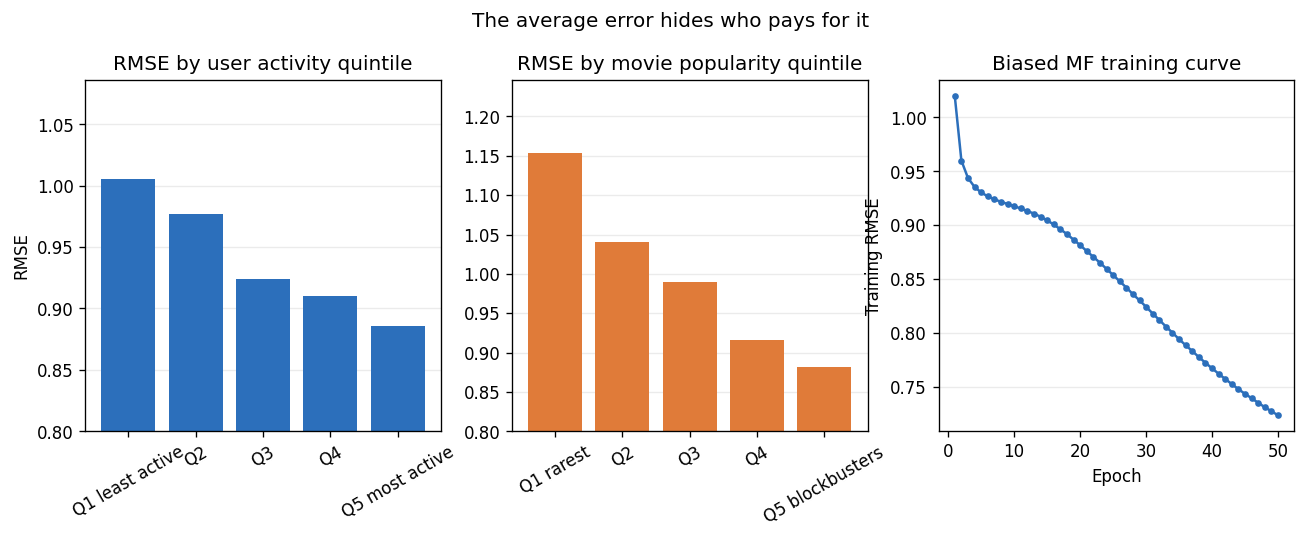 The average error hides who pays for it
RMSE by user activity quintile
RMSE
1.05
1.00
0.95
0.90
0.85
0.80
Q1 least active
Q2
Q3
Q4
Q5 most active
RMSE by movie popularity quintile
1.20
1.15
1.10
1.05
1.00
0.95
0.90
0.85
0.80
Q1 rarest
Q2
Q3
Q4
Q5 blockbusters
Biased MF training curve
Training RMSE
1.00
0.95
0.90
0.85
0.80
0.75
0
10
20
30
40
50
Epoch